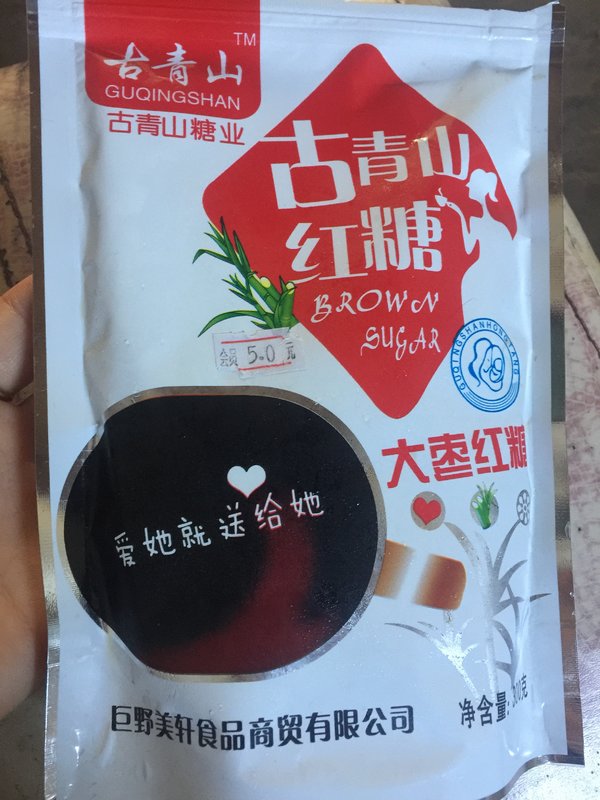 古青山
TM
GUQINGSHAN
古青山糖业
古青山
红糖
BROWN
SUGAR
会员 5.0 元
大枣红糖
爱她就送给她
巨野美轩食品商贸有限公司
净含量: